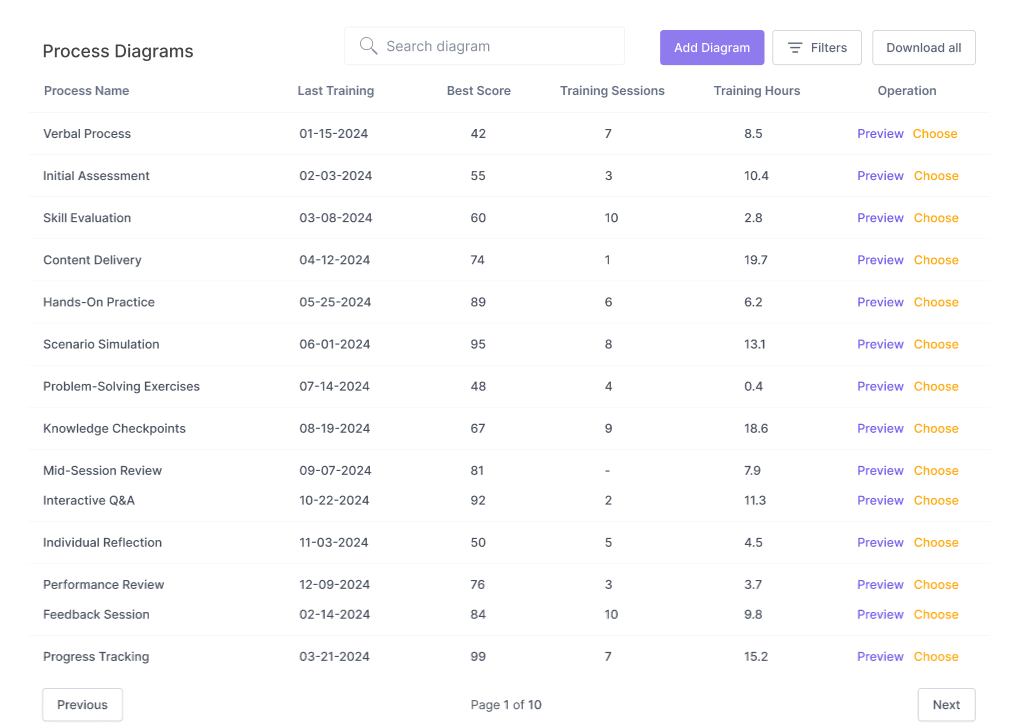 Process Diagrams Search diagram Add Diagram Filters Download all
Process Name Last Training Best Score Training Sessions Training Hours Operation
Verbal Process 01-15-2024 42 7 8.5 Preview Choose
Initial Assessment 02-03-2024 55 3 10.4 Preview Choose
Skill Evaluation 03-08-2024 60 10 2.8 Preview Choose
Content Delivery 04-12-2024 74 1 19.7 Preview Choose
Hands-On Practice 05-25-2024 89 6 6.2 Preview Choose
Scenario Simulation 06-01-2024 95 8 13.1 Preview Choose
Problem-Solving Exercises 07-14-2024 48 4 0.4 Preview Choose
Knowledge Checkpoints 08-19-2024 67 9 18.6 Preview Choose
Mid-Session Review 09-07-2024 81 - 7.9 Preview Choose
Interactive Q&A 10-22-2024 92 2 11.3 Preview Choose
Individual Reflection 11-03-2024 50 5 4.5 Preview Choose
Performance Review 12-09-2024 76 3 3.7 Preview Choose
Feedback Session 02-14-2024 84 10 9.8 Preview Choose
Progress Tracking 03-21-2024 99 7 15.2 Preview Choose
Previous Page 1 of 10 Next